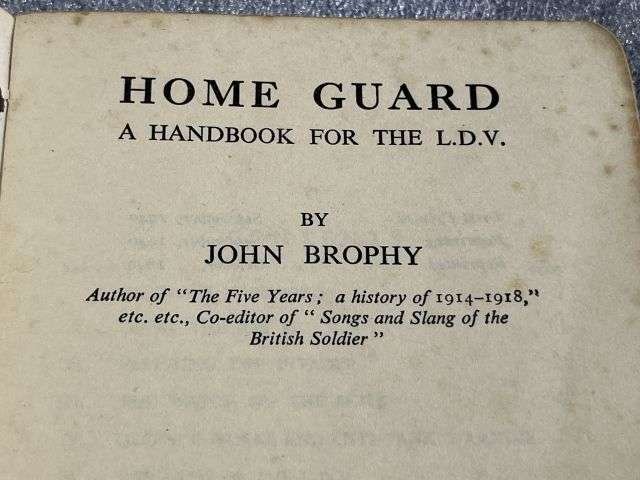 HOME GUARD
A HANDBOOK FOR THE L.D.V.
BY
JOHN BROPHY
Author of "The Five Years; a history of 1914-1918,"
etc. etc., Co-editor of " Songs and Slang of the
British Soldier "